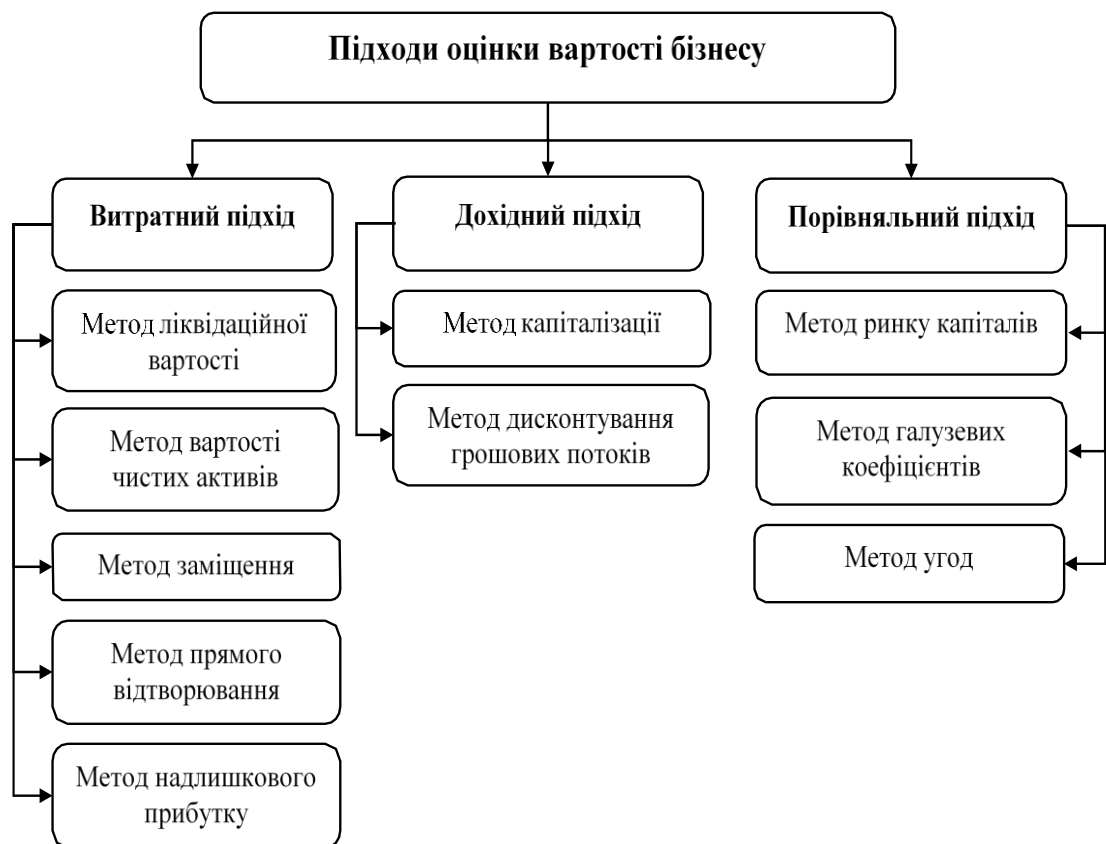 Підходи оцінки вартості бізнесу
Витратний підхід
Метод ліквідаційної
вартості
Метод вартості
чистих активів
Метод заміщення
Метод прямого
відтворювання
Метод надлишкового
прибутку
Дохідний підхід
Метод капіталізації
Метод дисконтування
грошових потоків
Порівняльний підхід
Метод ринку капіталів
Метод галузевих
коефіцієнтів
Метод угод